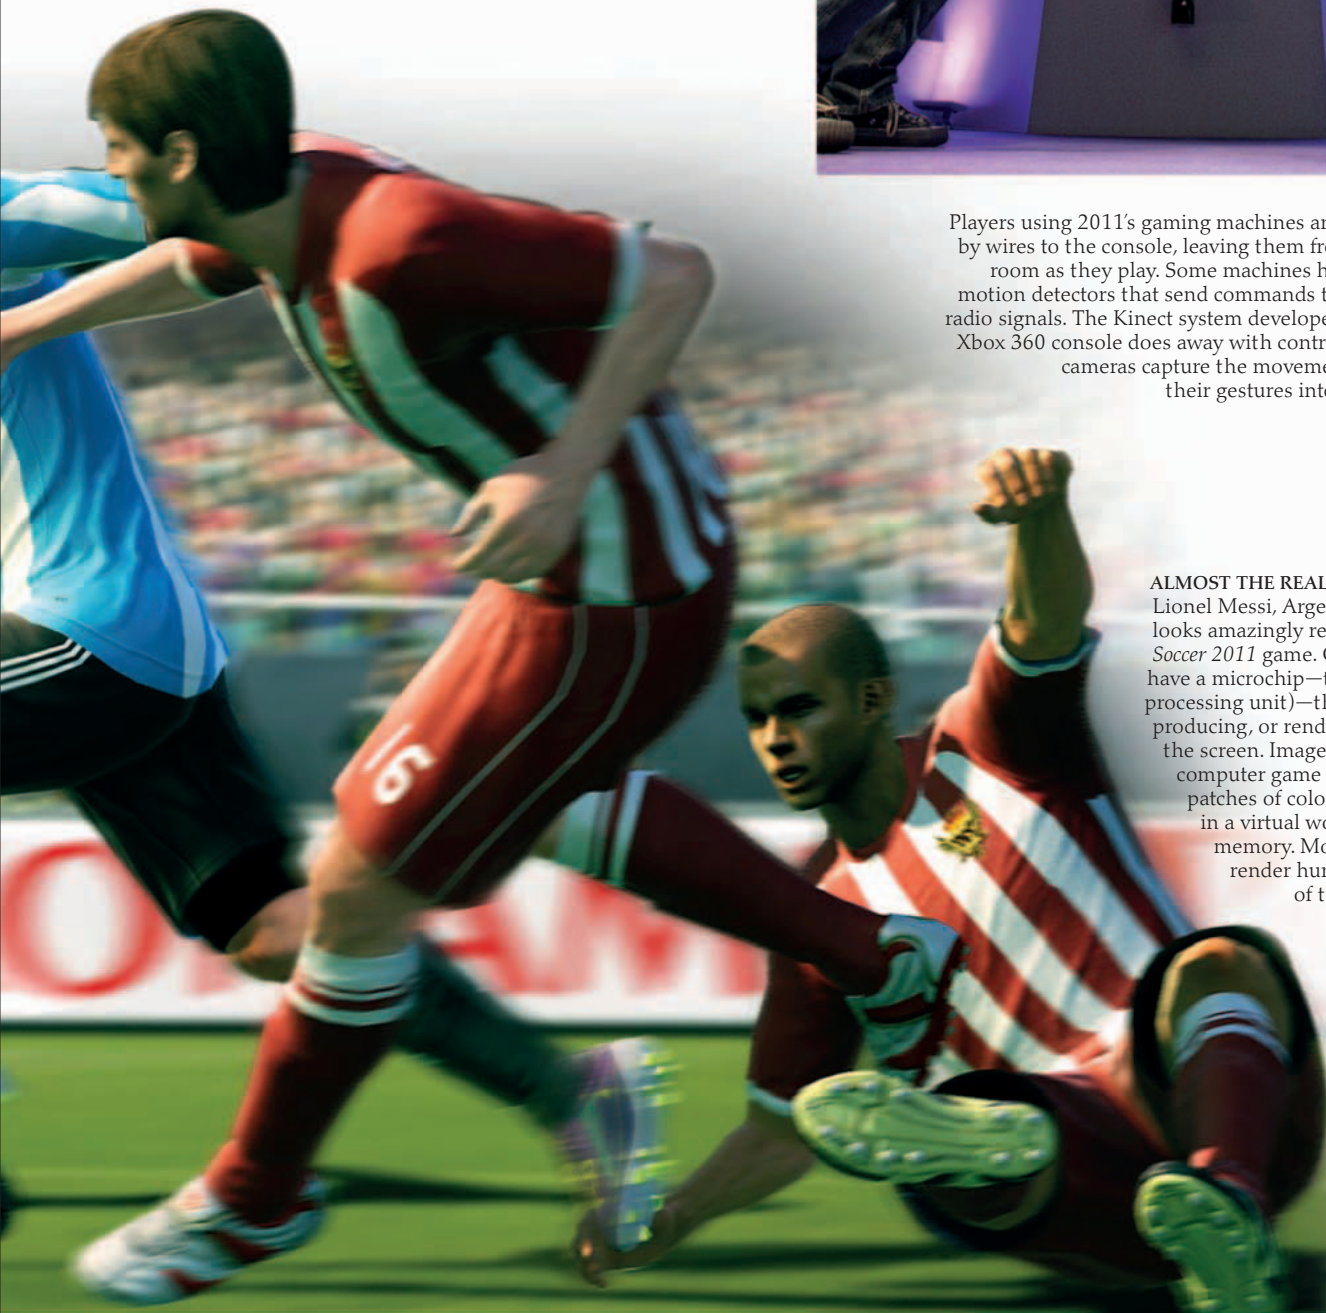 Players using 2011's gaming machines ar
by wires to the console, leaving them fr
room as they play. Some machines h
motion detectors that send commands t
radio signals. The Kinect system develope
Xbox 360 console does away with contr
cameras capture the moveme
their gestures int
ALMOST THE REAL
Lionel Messi, Arge
looks amazingly re
Soccer 2011 game.
have a microchip—t
processing unit)—th
producing, or rend
the screen. Image
computer game
patches of colo
in a virtual wo
memory. Mo
render hur
of t
16